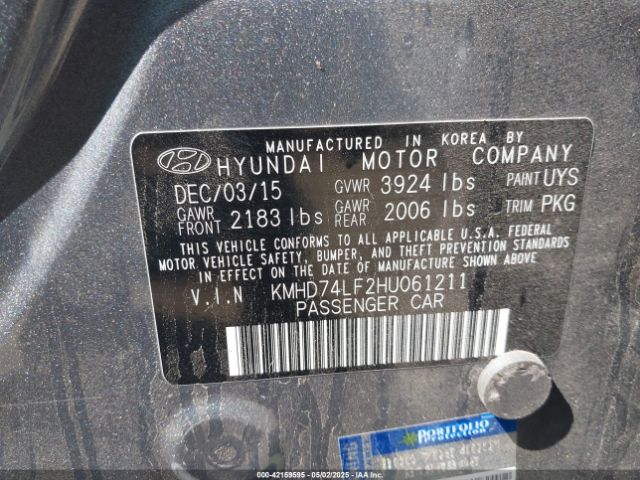 MANUFACTURED IN KOREA BY
HYUNDAI MOTOR COMPANY
DEC/03/15 GVWR 3924 lbs PAINT UYS
GAWR FRONT 2183 lbs GAWR REAR 2006 lbs TRIM PKG
THIS VEHICLE CONFORMS TO ALL APPLICABLE U.S.A. FEDERAL
MOTOR VEHICLE SAFETY, BUMPER, AND THEFT PREVENTION STANDARDS
IN EFFECT ON THE DATE OF MANUFACTURE SHOWN ABOVE.
V.I.N KMHD74LF2HU061211
PASSENGER CAR
PORTFOLIO
Protection
000-42159595 05/02/2025 IAA Inc.